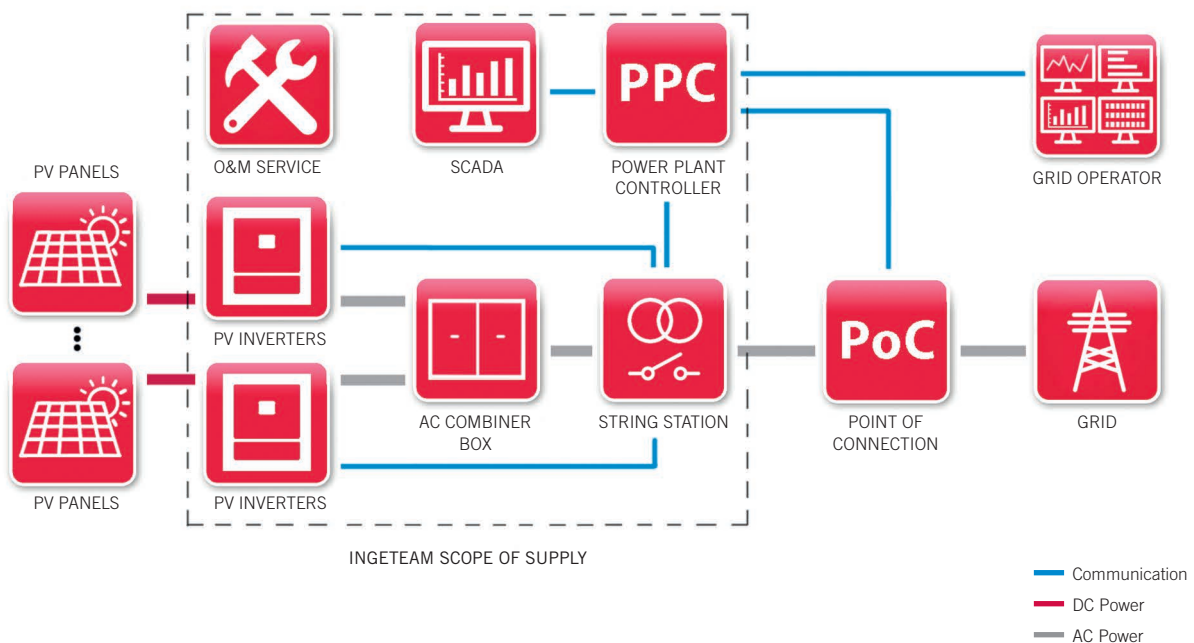 PPC
O&M SERVICE
SCADA
POWER PLANT
CONTROLLER
GRID OPERATOR
PV PANELS
PV INVERTERS
AC COMBINER
BOX
STRING STATION
PoC
POINT OF
CONNECTION
GRID
PV PANELS
PV INVERTERS
INGETEAM SCOPE OF SUPPLY
Communication
DC Power
AC Power